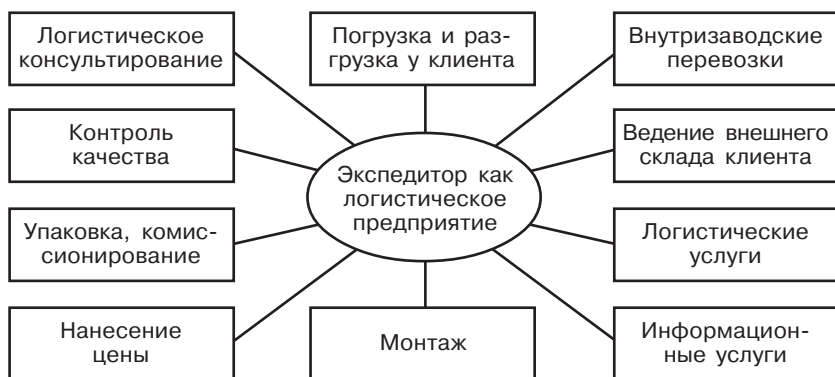 Логистическое
консультирование
Погрузка и раз-
грузка у клиента
Внутризаводские
перевозки
Контроль
качества
Экспедитор как
логистическое
предприятие
Ведение внешнего
склада клиента
Упаковка, комис-
сионирование
Логистические
услуги
Нанесение
цены
Монтаж
Информацион-
ные услуги